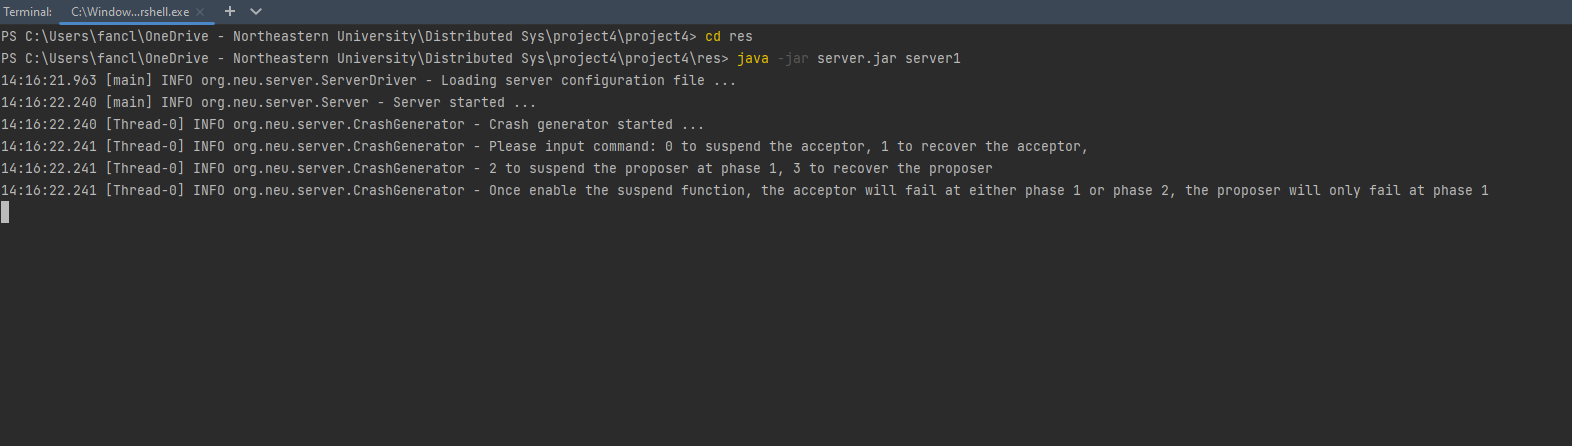 Terminal: C:\Window...rshell.exe × +
PS C:\Users\fancl\OneDrive - Northeastern University\Distributed Sys\project4\project4> cd res
PS C:\Users\fancl\OneDrive - Northeastern University\Distributed Sys\project4\project4\res> java -jar server.jar server1
14:16:21.963 [main] INFO org.neu.server.ServerDriver - Loading server configuration file ...
14:16:22.240 [main] INFO org.neu.server.Server - Server started ...
14:16:22.240 [Thread-0] INFO org.neu.server.CrashGenerator - Crash generator started ...
14:16:22.241 [Thread-0] INFO org.neu.server.CrashGenerator - Please input command: 0 to suspend the acceptor, 1 to recover the acceptor,
14:16:22.241 [Thread-0] INFO org.neu.server.CrashGenerator - 2 to suspend the proposer at phase 1, 3 to recover the proposer
14:16:22.241 [Thread-0] INFO org.neu.server.CrashGenerator - Once enable the suspend function, the acceptor will fail at either phase 1 or phase 2, the proposer will only fail at phase 1